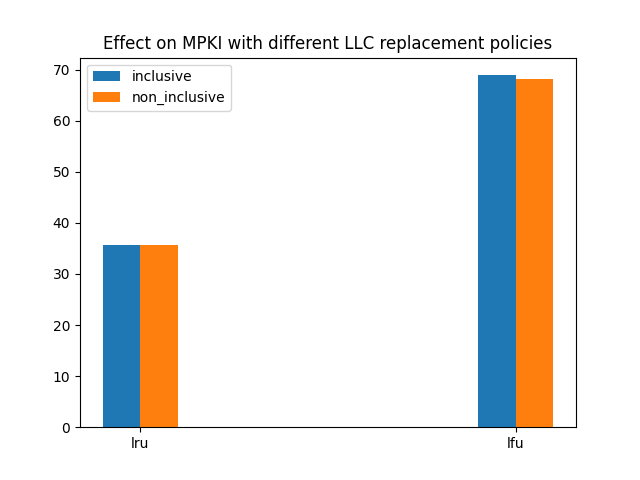 Effect on MPKI with different LLC replacement policies
inclusive
non_inclusive
70
60
50
40
30
20
10
0
lru
lfu